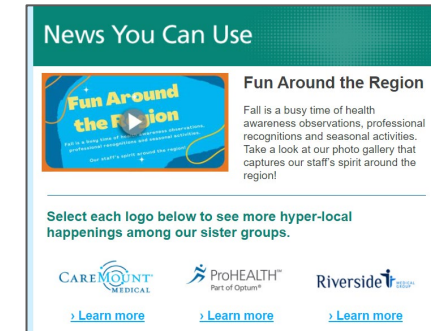 News You Can Use
Fun Around
the Region
Fall is a busy time of health awareness observations,
professional recognitions and seasonal activities.
Our staff's spirit around the region!
Fun Around the Region
Fall is a busy time of health
awareness observations, professional
recognitions and seasonal activities.
Take a look at our photo gallery that
captures our staff's spirit around the
region!
Select each logo below to see more hyper-local
happenings among our sister groups.
CAREMOUNT
MEDICAL
ProHEALTH™
Part of Optum®
Riverside
MEDICAL
GROUP
› Learn more
› Learn more
› Learn more